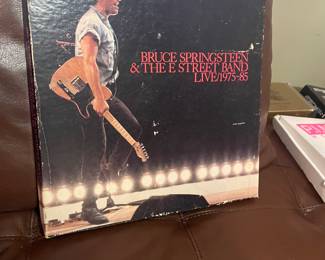 BRUCE SPRINGSTEEN
& THE E STREET BAND
LIVE/1975-85